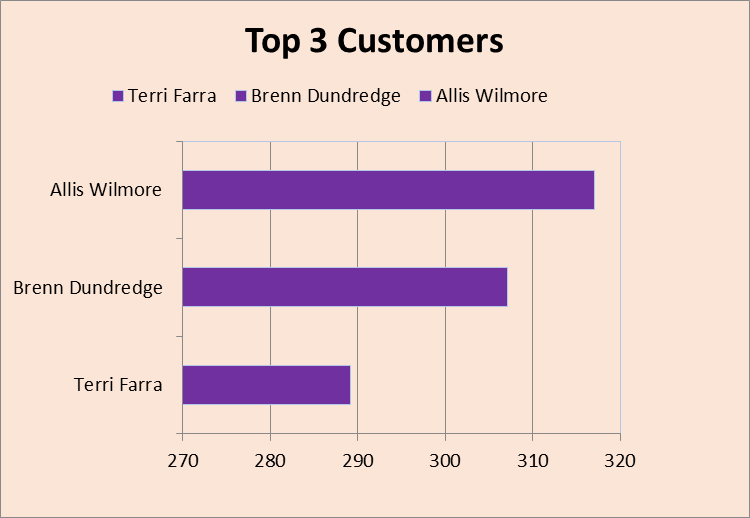 Top 3 Customers
Terri Farra Brenn Dundredge Allis Wilmore
Allis Wilmore
Brenn Dundredge
Terri Farra
270 280 290 300 310 320